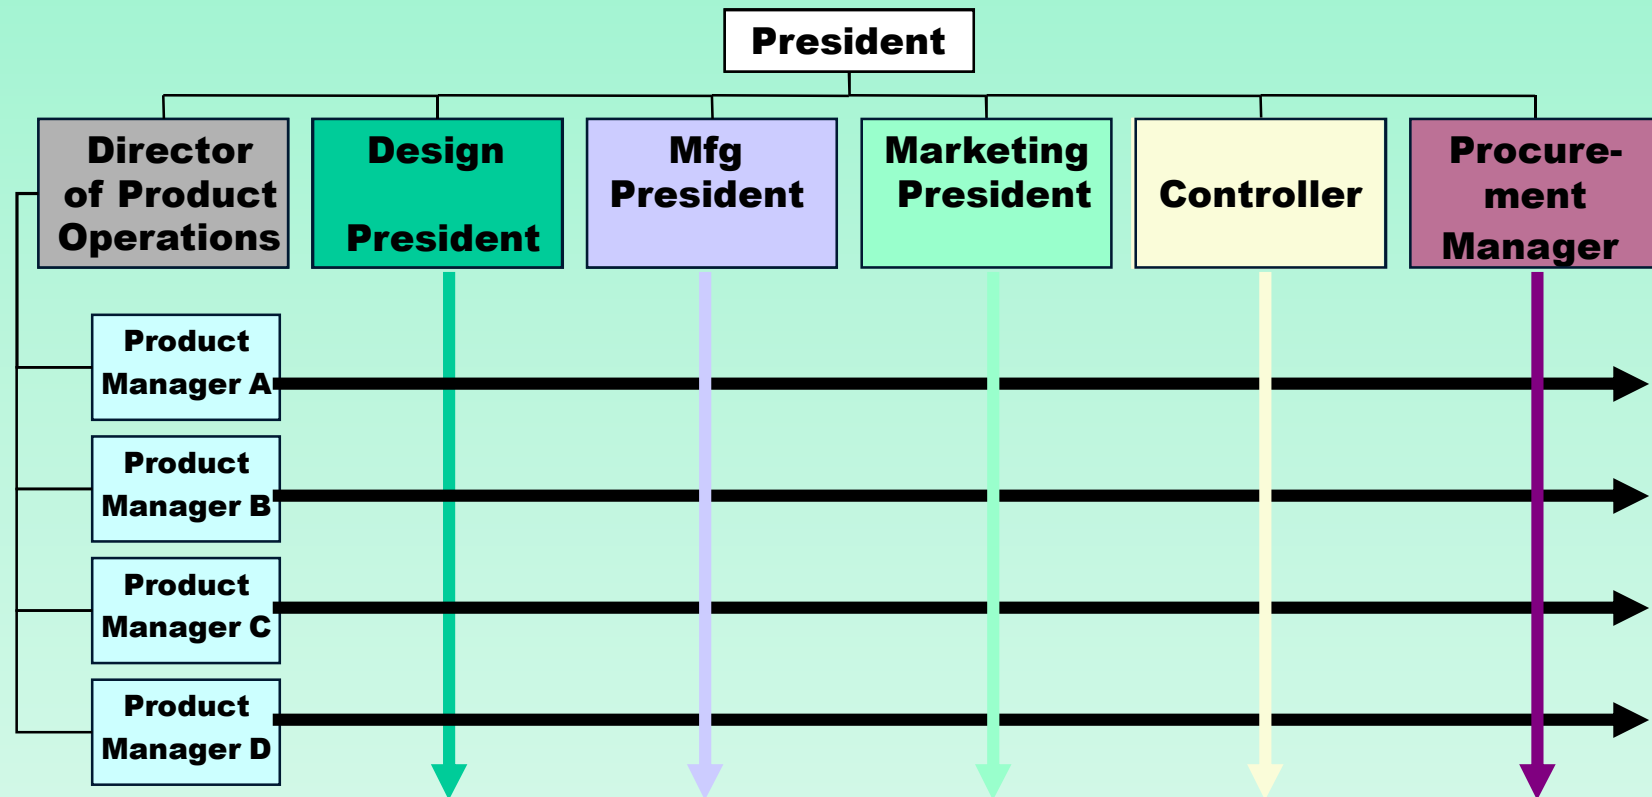 President
Director
of Product
Operations
Design
President
Mfg
President
Marketing
President
Controller
Procure-
ment
Manager
Product
Manager A
Product
Manager B
Product
Manager C
Product
Manager D